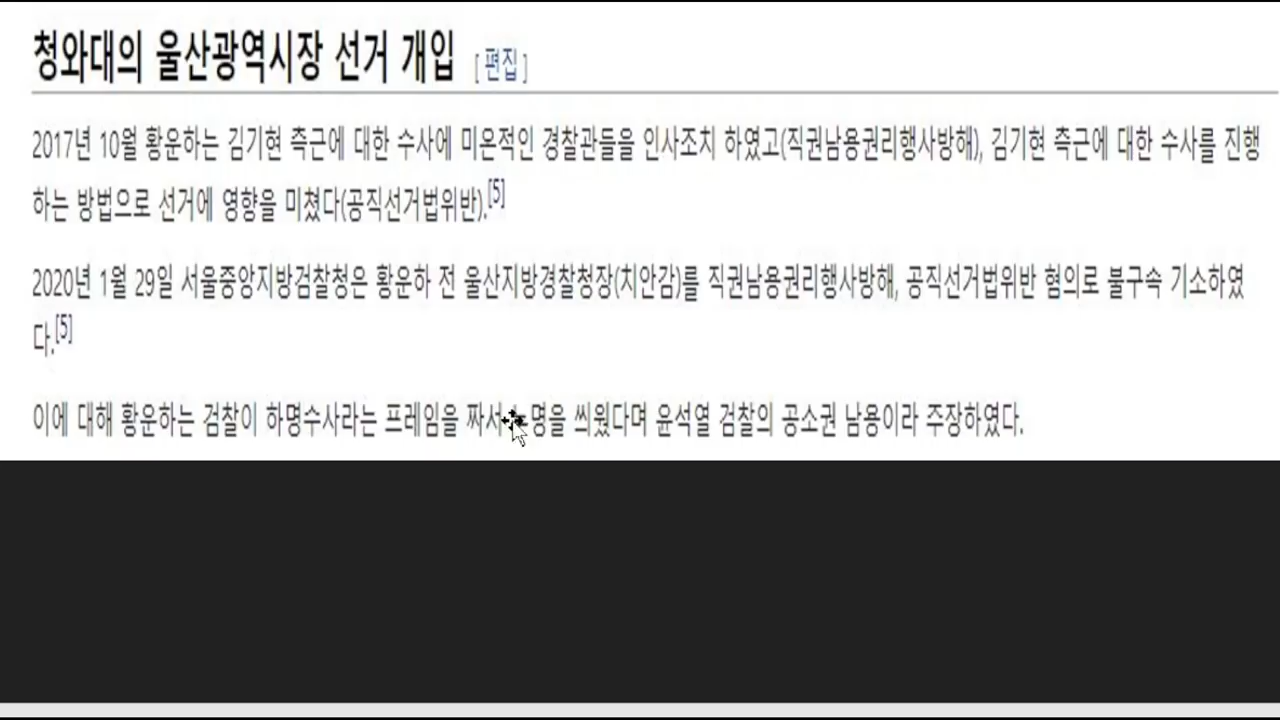 청와대의 울산광역시장 선거 개입 [ 편집 ]
2017년 10월 황운하는 김기현 측근에 대한 수사에 미온적인 경찰관들을 인사조치 하였고(직권남용권리행사방해), 김기현 측근에 대한 수사를 진행
하는 방법으로 선거에 영향을 미쳤다(공직선거법위반).[5]
2020년 1월 29일 서울중앙지방검찰청은 황운하 전 울산지방경찰청장(치안감)를 직권남용권리행사방해, 공직선거법위반 혐의로 불구속 기소하였
다.[5]
이에 대해 황운하는 검찰이 하명수사라는 프레임을 짜서 명을 씌웠다며 윤석열 검찰의 공소권 남용이라 주장하였다.